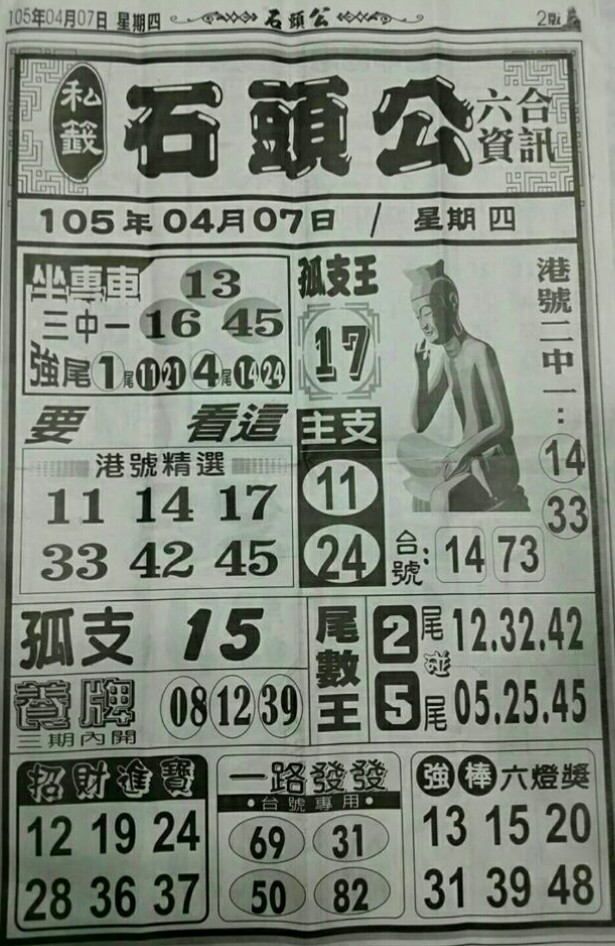 105年04月07日 星期四 石頭公 2版
私籤 石頭公 六合資訊
105年04月07日 / 星期四
坐專車 13
三中一 16 45
強尾 1尾 11 21 4尾 14 24
孤支王
17
港號二中一:
14
33
要看這
港號精選
11 14 17
33 42 45
主支
11
24
台號: 14 73
孤支 15
養牌 08 12 39
三期內開
尾數王
2尾 12.32.42
碰
5尾 05.25.45
招財進寶
12 19 24
28 36 37
一路發發
•台號專用•
69 31
50 82
強棒六燈獎
13 15 20
31 39 48